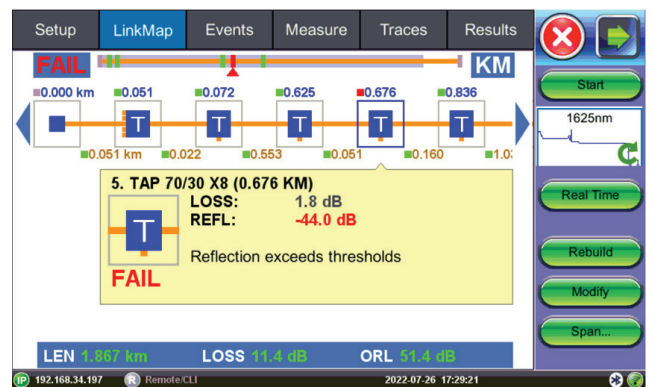 Setup LinkMap Events Measure Traces Results
FAIL KM
0.000 km 0.051 0.072 0.625 0.676 0.836
T T T T T
0.051 km 0.022 0.553 0.051 0.160
5. TAP 70/30 X8 (0.676 KM)
LOSS: 1.8 dB
REFL: -44.0 dB
T
Reflection exceeds thresholds
FAIL
LEN 1.867 km LOSS 11.4 dB ORL 51.4 dB
Start
1625nm
Real Time
Rebuild
Modify
Span...
IP 192.168.34.197 R Remote/CLI 2022-07-26 17:29:21